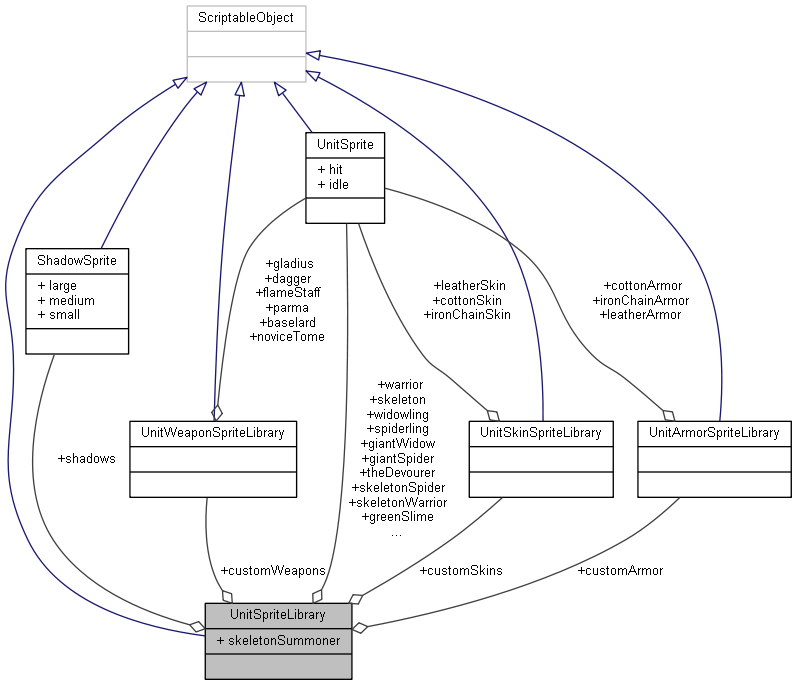 ScriptableObject
UnitSprite
+ hit
+ idle
ShadowSprite
+ large
+ medium
+ small
+gladius
+dagger
+flameStaff
+parma
+baselard
+noviceTome
+leatherSkin
+cottonSkin
+ironChainSkin
+cottonArmor
+ironChainArmor
+leatherArmor
+warrior
+skeleton
+widowling
+spiderling
+giantWidow
+giantSpider
+theDevourer
+skeletonSpider
+skeletonWarrior
+greenSlime
...
UnitWeaponSpriteLibrary
UnitSkinSpriteLibrary
UnitArmorSpriteLibrary
+shadows
+customWeapons
+customSkins
+customArmor
UnitSpriteLibrary
+ skeletonSummoner